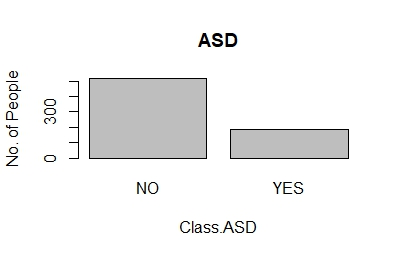 ASD
No. of People
300
0
NO YES
Class.ASD